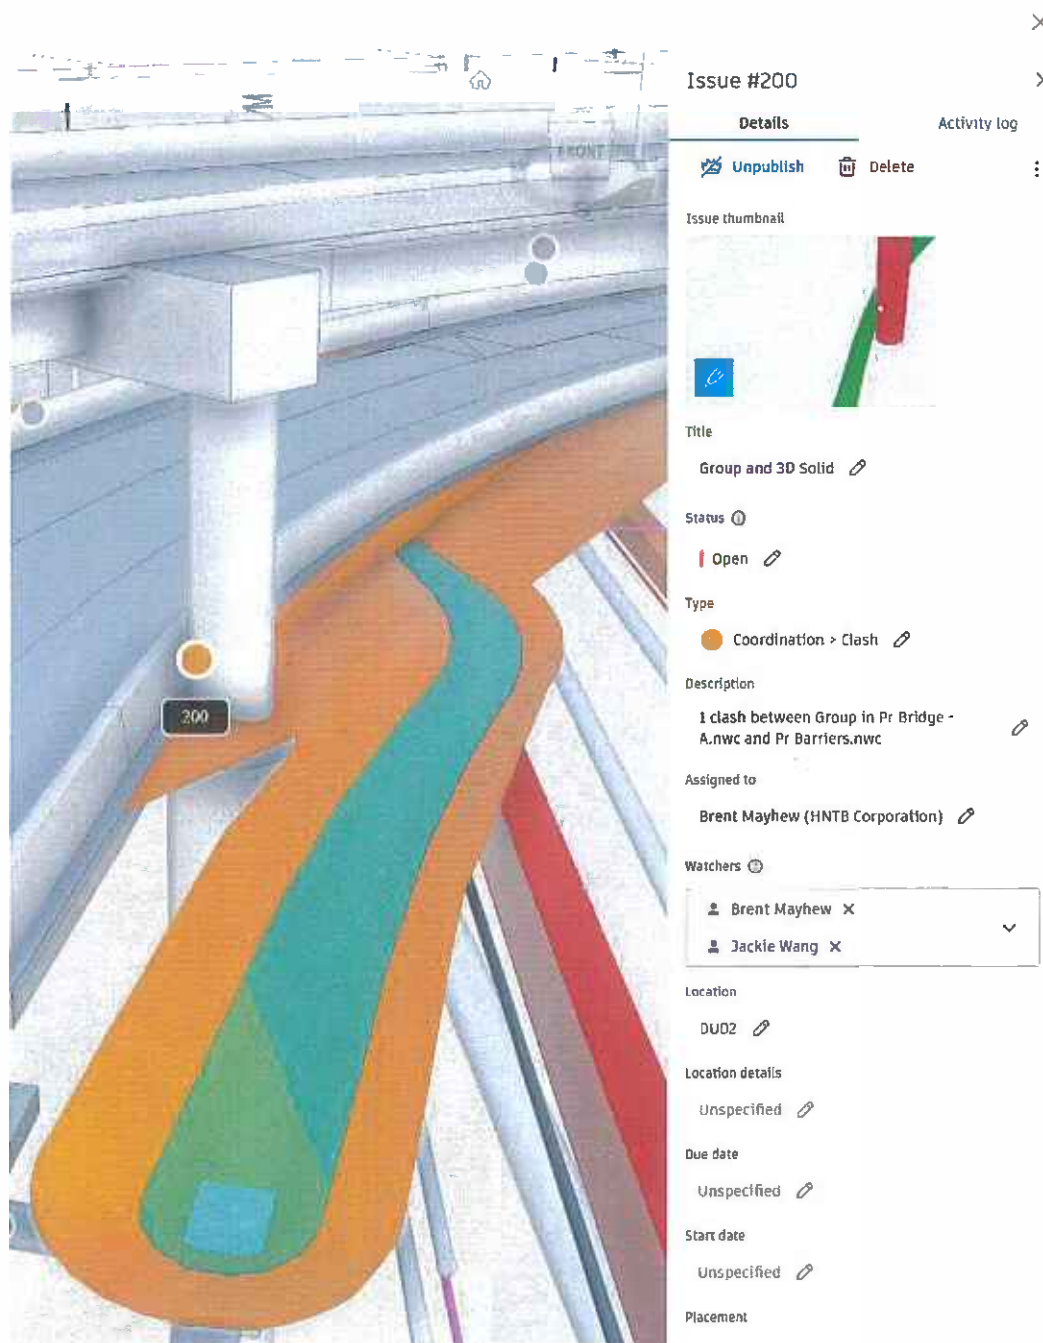 FRONT
200
Issue #200
Details
Activity log
Unpublish
Delete
Issue thumbnail
Title
Group and 3D Solid
Status
Open
Type
Coordination > Clash
Description
1 clash between Group in Pr Bridge -
A.nwc and Pr Barriers.nwc
Assigned to
Brent Mayhew (HNTB Corporation)
Watchers
Brent Mayhew
Jackie Wang
Location
DU02
Location details
Unspecified
Due date
Unspecified
Start date
Unspecified
Placement